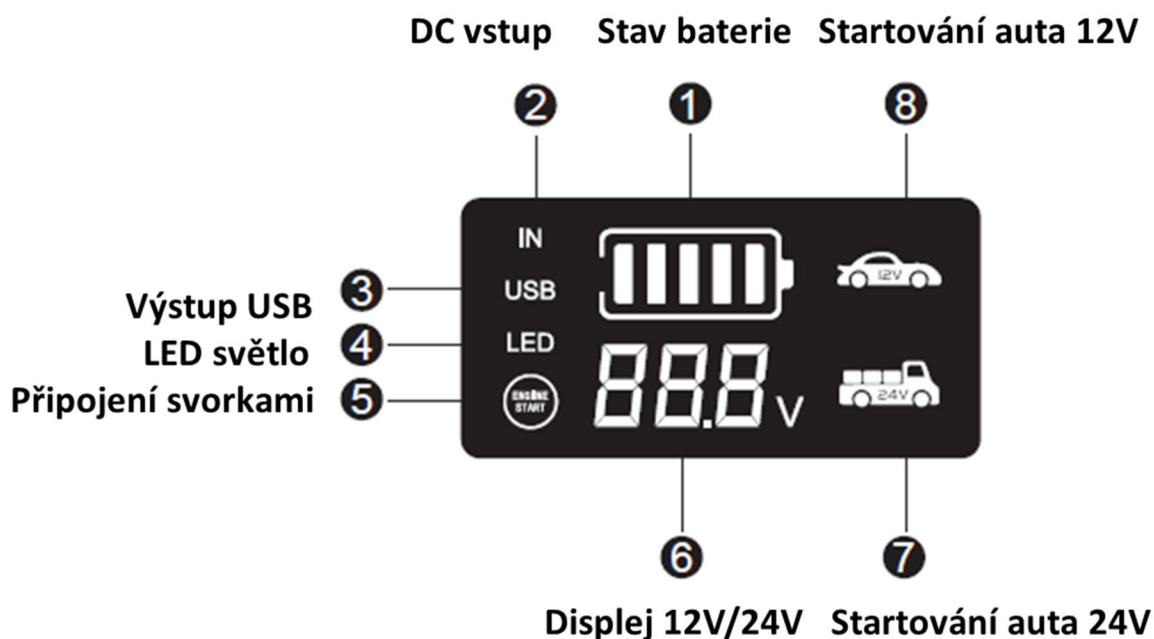 DC vstup Stav baterie Startování auta 12V
2 1 8
IN
12V
3 USB
Výstup USB
4 LED
LED světlo
Připojení svorkami 5 ENGINE
START
88.8 V
24V
6 7
Displej 12V/24V Startování auta 24V